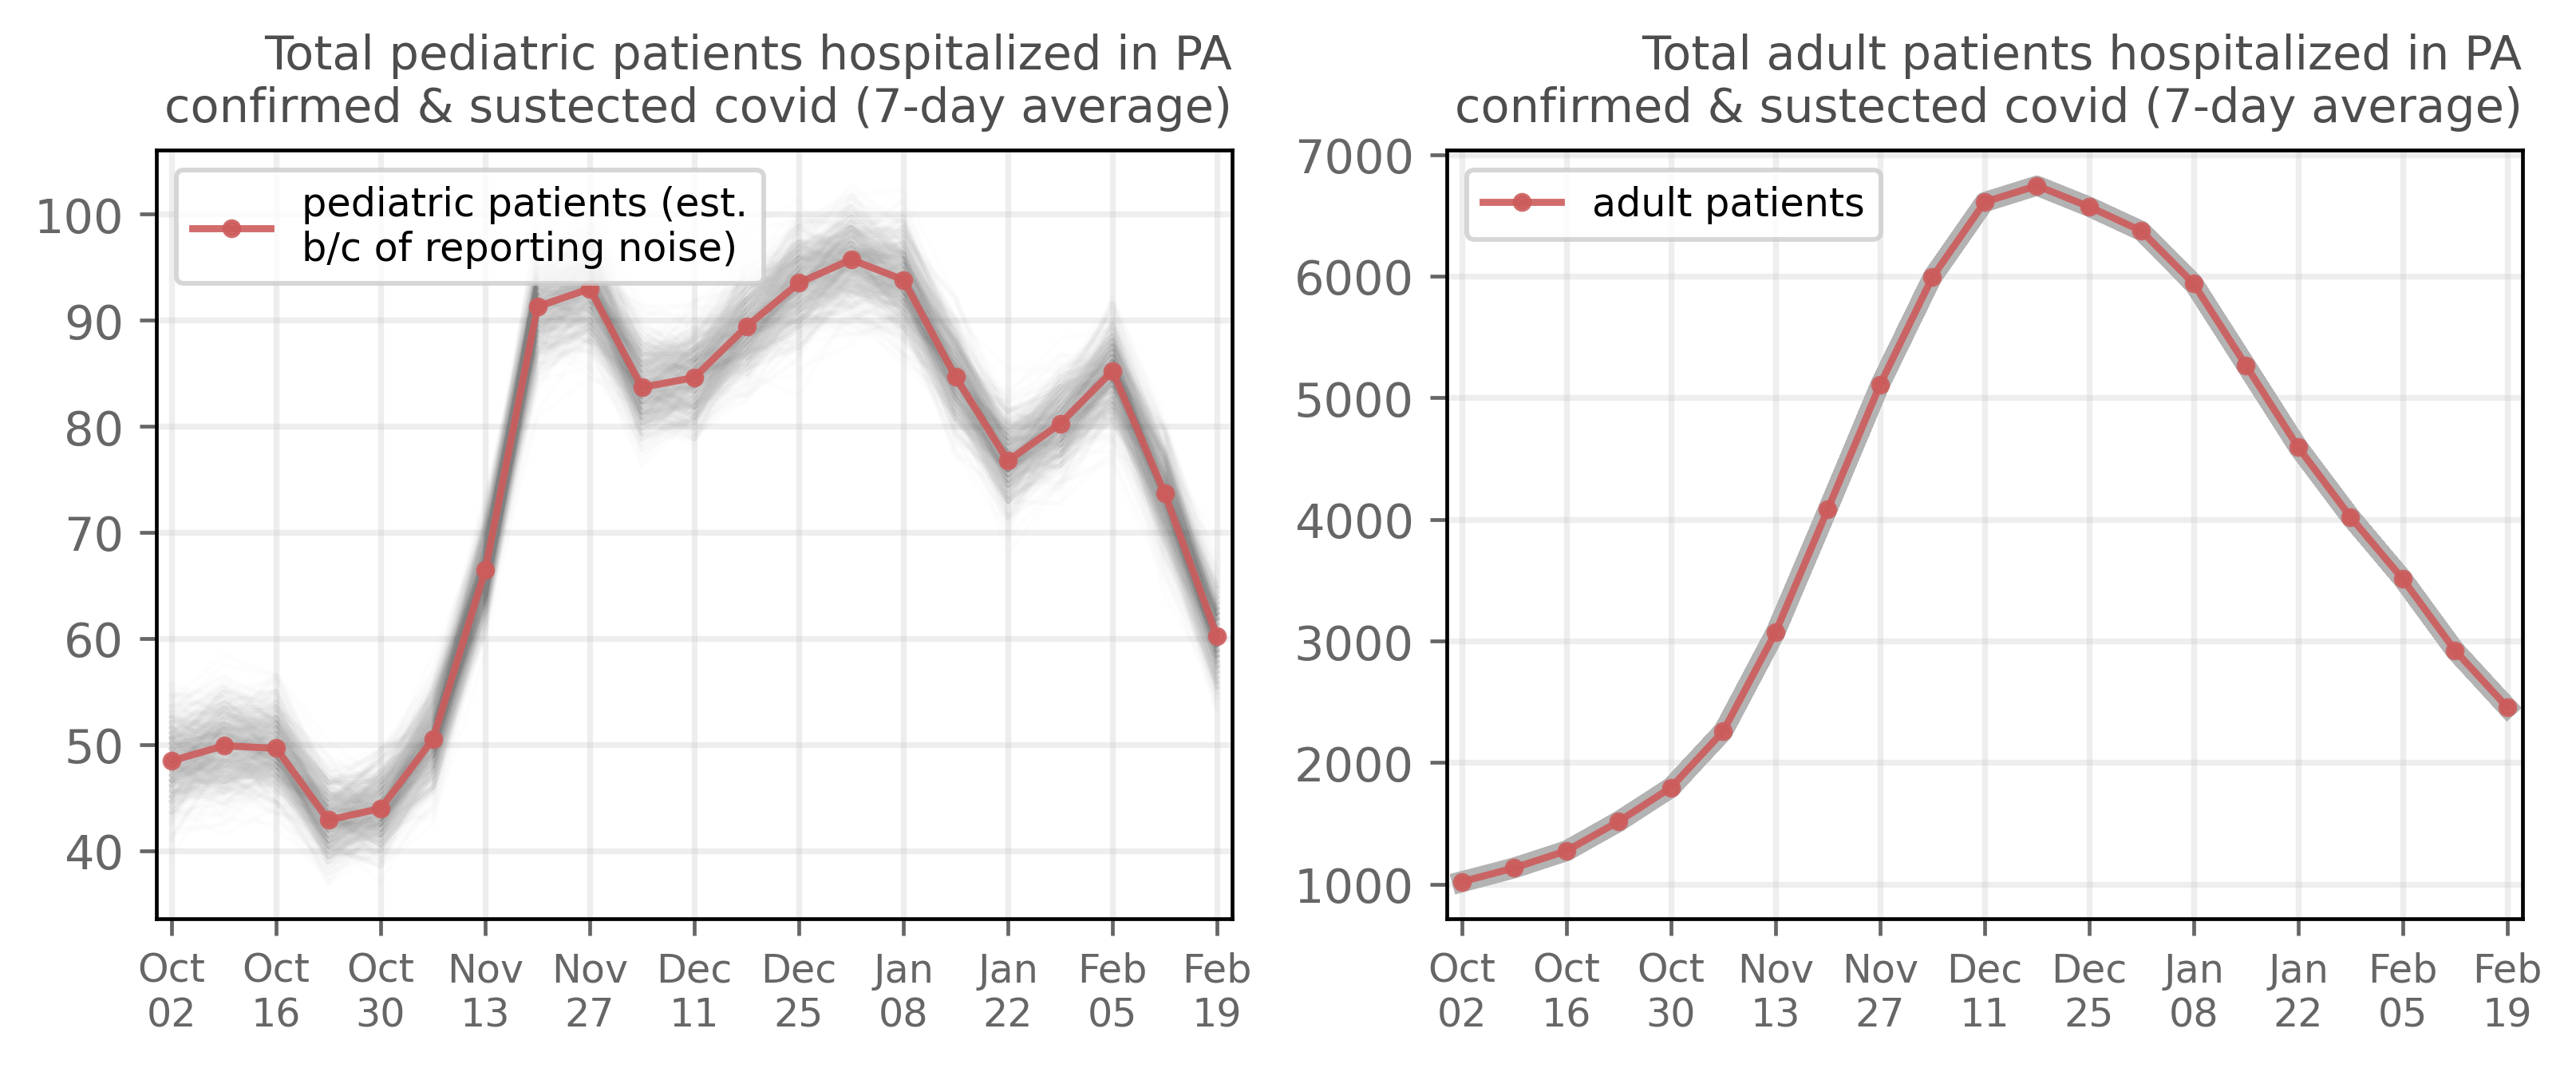 Total pediatric patients hospitalized in PA
confirmed & sustected covid (7-day average)
pediatric patients (est.
b/c of reporting noise)
100
90
80
70
60
50
40
Oct Oct Oct Nov Nov Dec Dec Jan Jan Feb Feb
02 16 30 13 27 11 25 08 22 05 19
Total adult patients hospitalized in PA
confirmed & sustected covid (7-day average)
adult patients
7000
6000
5000
4000
3000
2000
1000
Oct Oct Oct Nov Nov Dec Dec Jan Jan Feb Feb
02 16 30 13 27 11 25 08 22 05 19